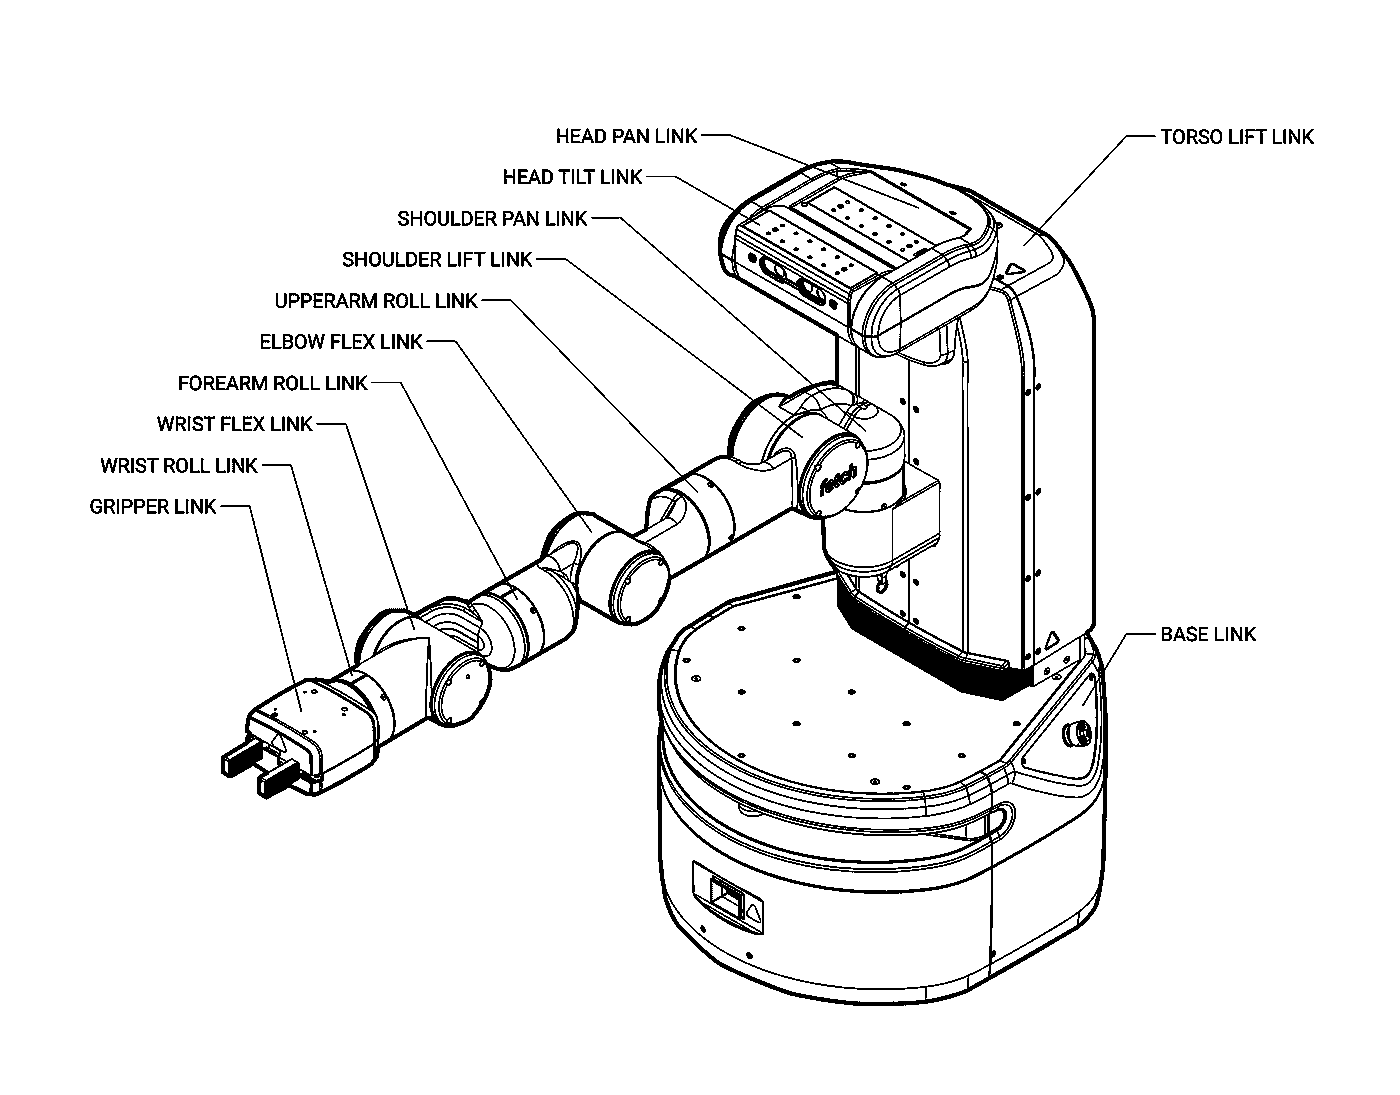 HEAD PAN LINK
TORSO LIFT LINK
HEAD TILT LINK
SHOULDER PAN LINK
SHOULDER LIFT LINK
UPPERARM ROLL LINK
ELBOW FLEX LINK
FOREARM ROLL LINK
WRIST FLEX LINK
WRIST ROLL LINK
GRIPPER LINK
fetch
BASE LINK